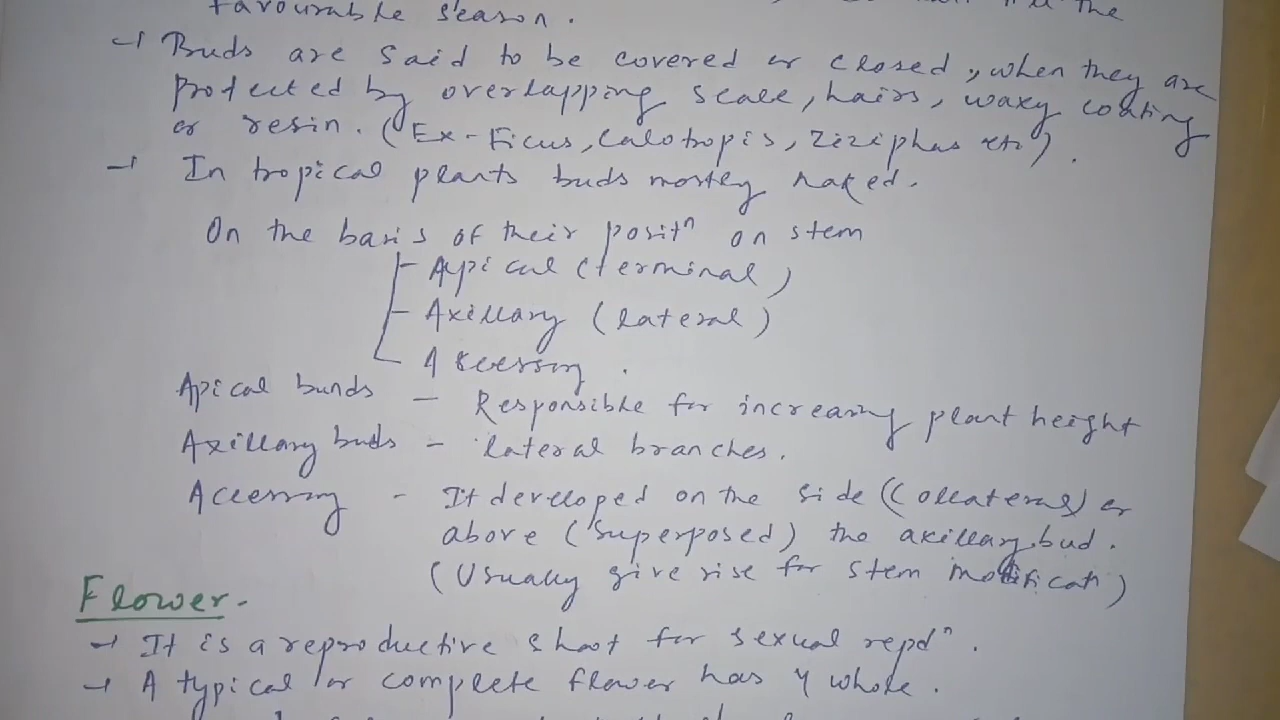 favourable season. the
→ Buds are said to be covered or closed, when they are
protected by overlapping scale, hairs, waxy coating
or resin. (Ex - Ficus, Calotropis, Ziziphus etc).
→ In tropical plants buds mostly naked.
On the basis of their positn on stem
Apical (terminal)
Axillary (lateral)
Accessory.
Apical bunds - Responsible for increasing plant height
Axillary buds - lateral branches.
Accessory - It developed on the side (Collateral) or
above (Superposed) the axillary bud.
(Usually give rise for stem modificatn)
Flower -
→ It is a reproductive shoot for sexual repdn.
→ A typical or complete flower has 4 whole.